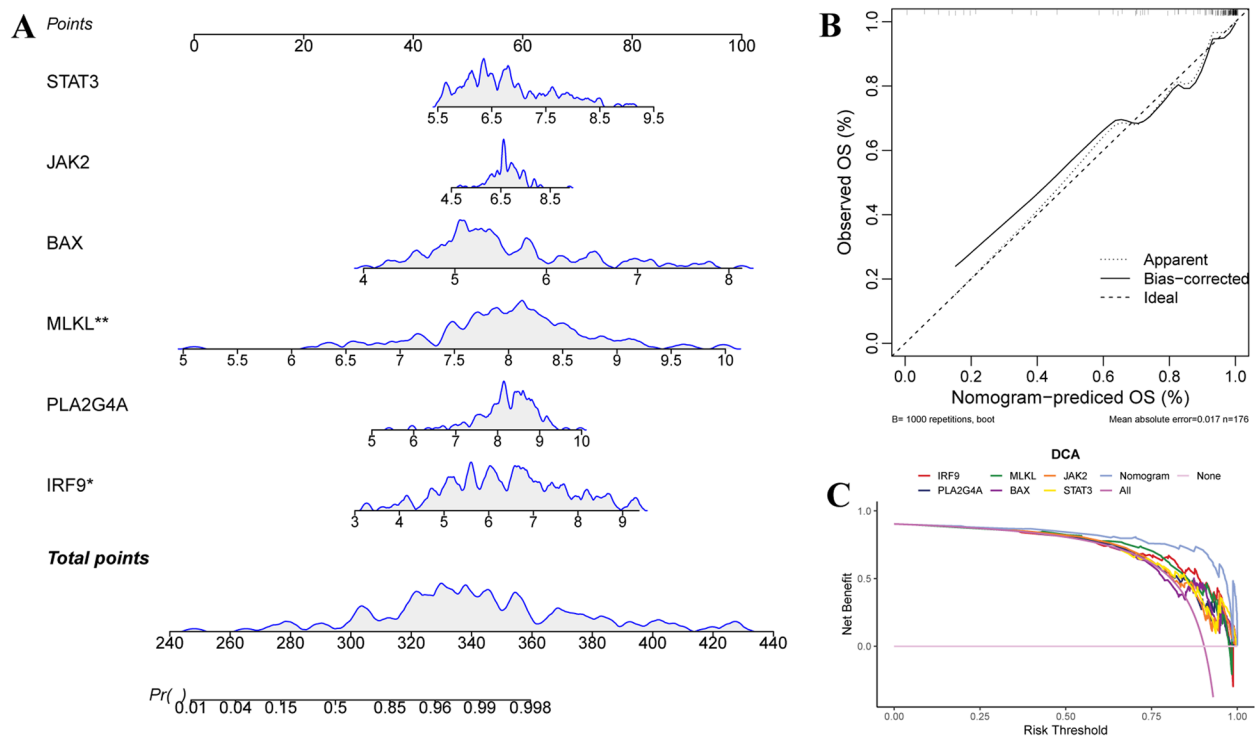 A
Points
0 20 40 60 80 100
STAT3
5.5 6.5 7.5 8.5 9.5
JAK2
4.5 6.5 8.5
BAX
4 5 6 7 8
MLKL**
5 5.5 6 6.5 7 7.5 8 8.5 9 9.5 10
PLA2G4A
5 6 7 8 9 10
IRF9*
3 4 5 6 7 8 9
Total points
240 260 280 300 320 340 360 380 400 420 440
Pr( )
0.01 0.04 0.15 0.5 0.85 0.96 0.99 0.998
B
Observed OS (%)
1.0
0.8
0.6
0.4
0.2
0.0
Apparent
Bias-corrected
Ideal
0.0 0.2 0.4 0.6 0.8 1.0
Nomogram-prediced OS (%)
B= 1000 repetitions, boot Mean absolute error=0.017 n=176
C
DCA
IRF9 MLKL JAK2 Nomogram None
PLA2G4A BAX STAT3 All
Net Benefit
1.0
0.5
0.0
0.00 0.25 0.50 0.75 1.00
Risk Threshold